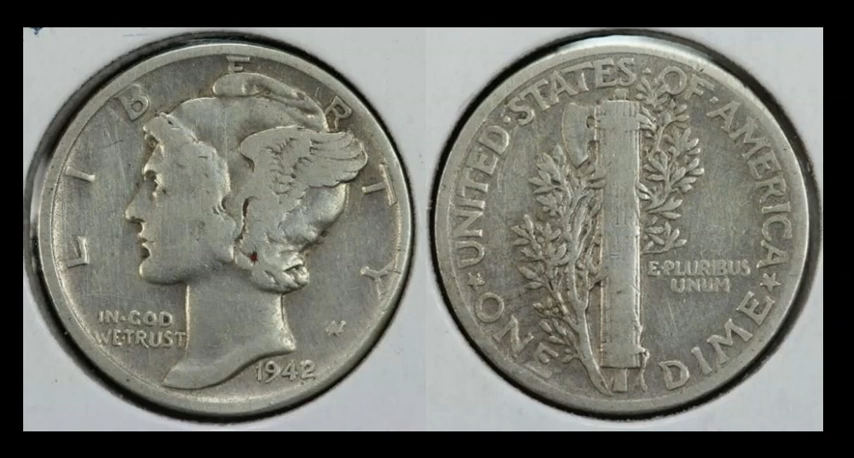 LIBERTY
IN·GOD
WE TRUST
1942
UNITED·STATES·OF·AMERICA
E·PLURIBUS
UNUM
ONE DIME